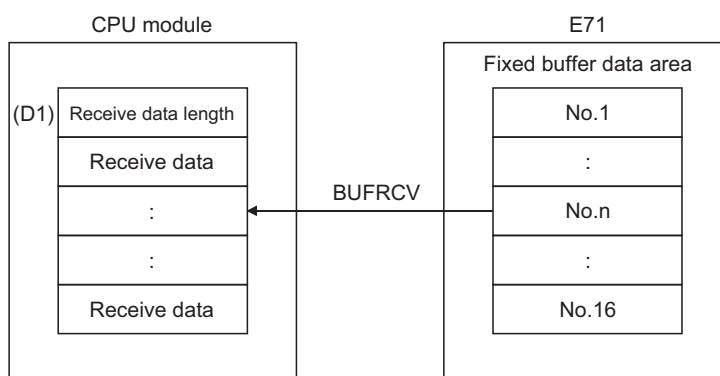 CPU module
E71
Fixed buffer data area
(D1) Receive data length
No.1
Receive data
:
:
BUFRCV
No.n
:
:
Receive data
No.16